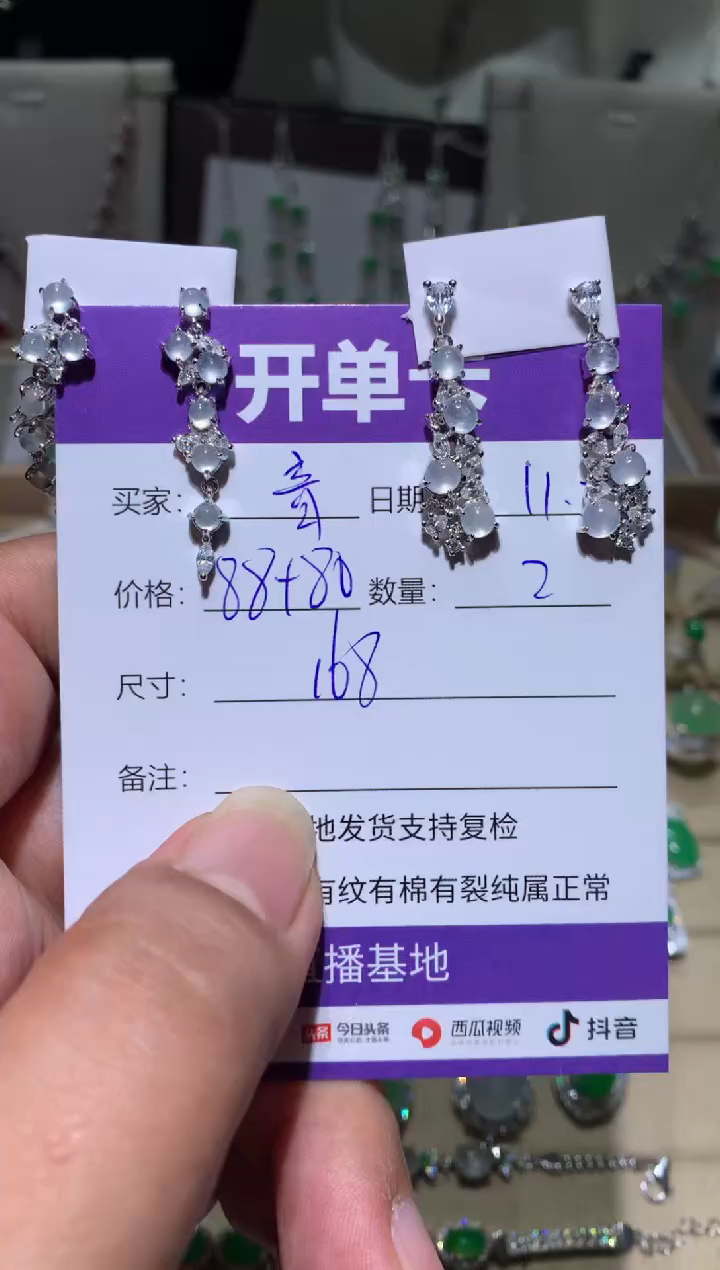 开单卡
买家: 日期 11.
价格: 88+80 数量: 2
尺寸: 168
备注:
地发货支持复检
有纹有棉有裂纯属正常
播基地
头条 今日头条 西瓜视频 抖音